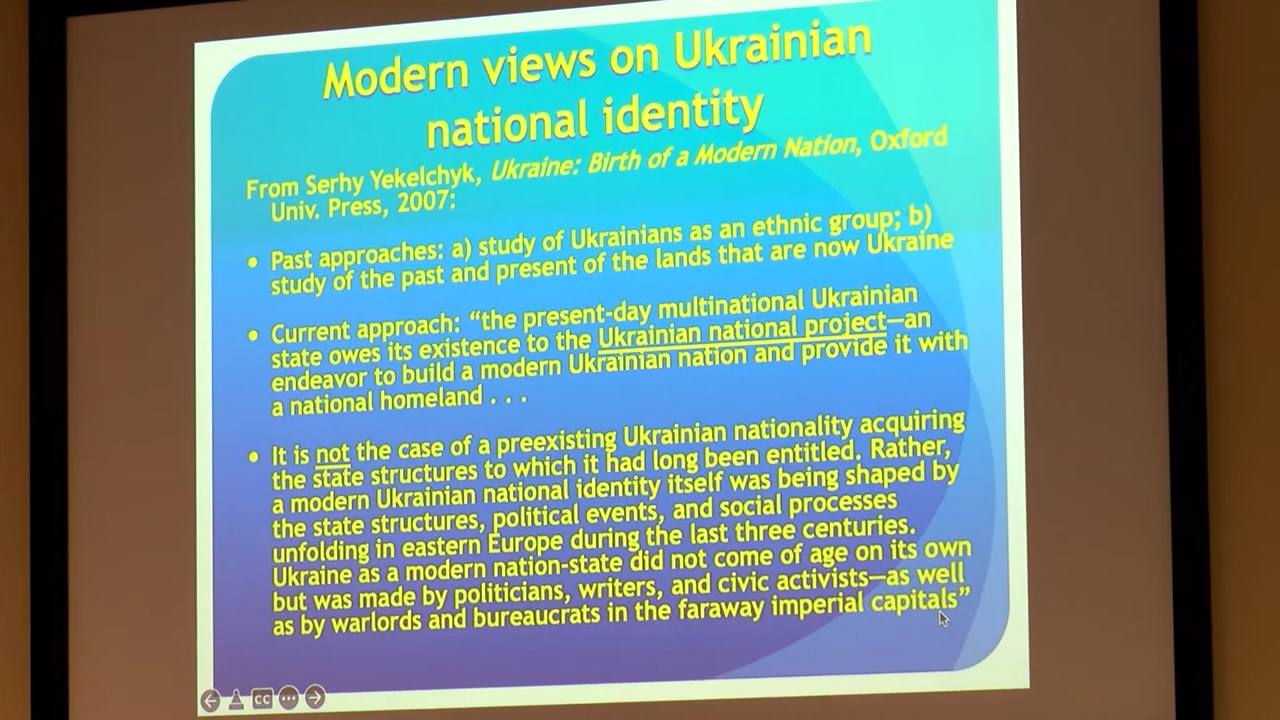 Modern views on Ukrainian
national identity
From Serhy Yekelchyk, Ukraine: Birth of a Modern Nation, Oxford
Univ. Press, 2007:
• Past approaches: a) study of Ukrainians as an ethnic group; b)
study of the past and present of the lands that are now Ukraine
• Current approach: “the present-day multinational Ukrainian
state owes its existence to the Ukrainian national project—an
endeavor to build a modern Ukrainian nation and provide it with
a national homeland . . .
• It is not the case of a preexisting Ukrainian nationality acquiring
the state structures to which it had long been entitled. Rather,
a modern Ukrainian national identity itself was being shaped by
the state structures, political events, and social processes
unfolding in eastern Europe during the last three centuries.
Ukraine as a modern nation-state did not come of age on its own
but was made by politicians, writers, and civic activists—as well
as by warlords and bureaucrats in the faraway imperial capitals”
CC